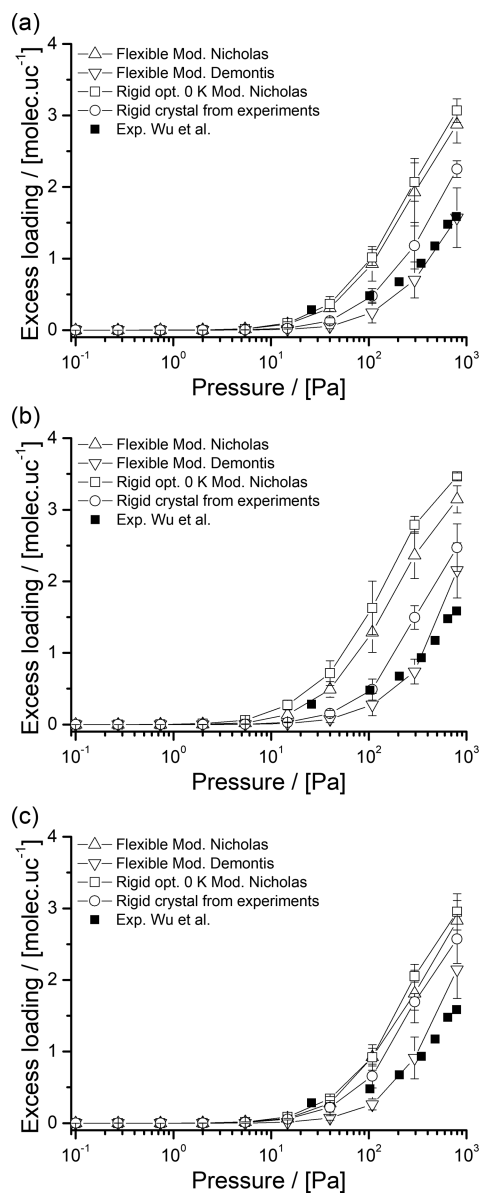 (a)
4
Flexible Mod. Nicholas
Flexible Mod. Demontis
Rigid opt. 0 K Mod. Nicholas
3
Rigid crystal from experiments
Exp. Wu et al.
2
1
0
Excess loading / [molec.uc⁻¹]
10⁻¹ 10⁰ 10¹ 10² 10³
Pressure / [Pa]
(b)
4
Flexible Mod. Nicholas
Flexible Mod. Demontis
Rigid opt. 0 K Mod. Nicholas
3
Rigid crystal from experiments
Exp. Wu et al.
2
1
0
Excess loading / [molec.uc⁻¹]
10⁻¹ 10⁰ 10¹ 10² 10³
Pressure / [Pa]
(c)
4
Flexible Mod. Nicholas
Flexible Mod. Demontis
Rigid opt. 0 K Mod. Nicholas
3
Rigid crystal from experiments
Exp. Wu et al.
2
1
0
Excess loading / [molec.uc⁻¹]
10⁻¹ 10⁰ 10¹ 10² 10³
Pressure / [Pa]